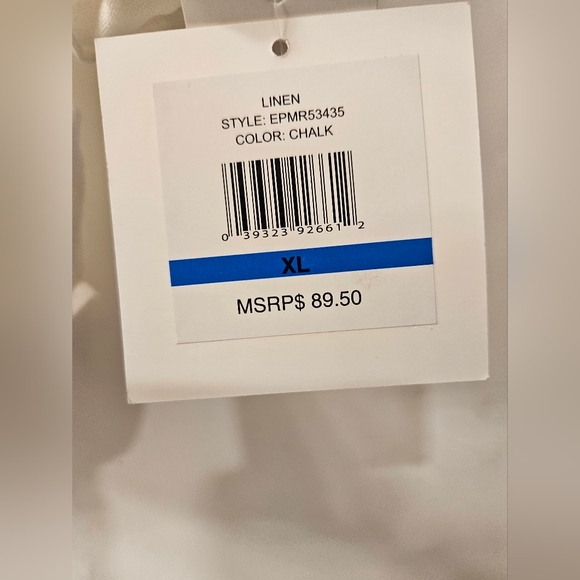 LINEN
STYLE: EPMR53435
COLOR: CHALK
0 39323 92661 2
XL
MSRP$ 89.50